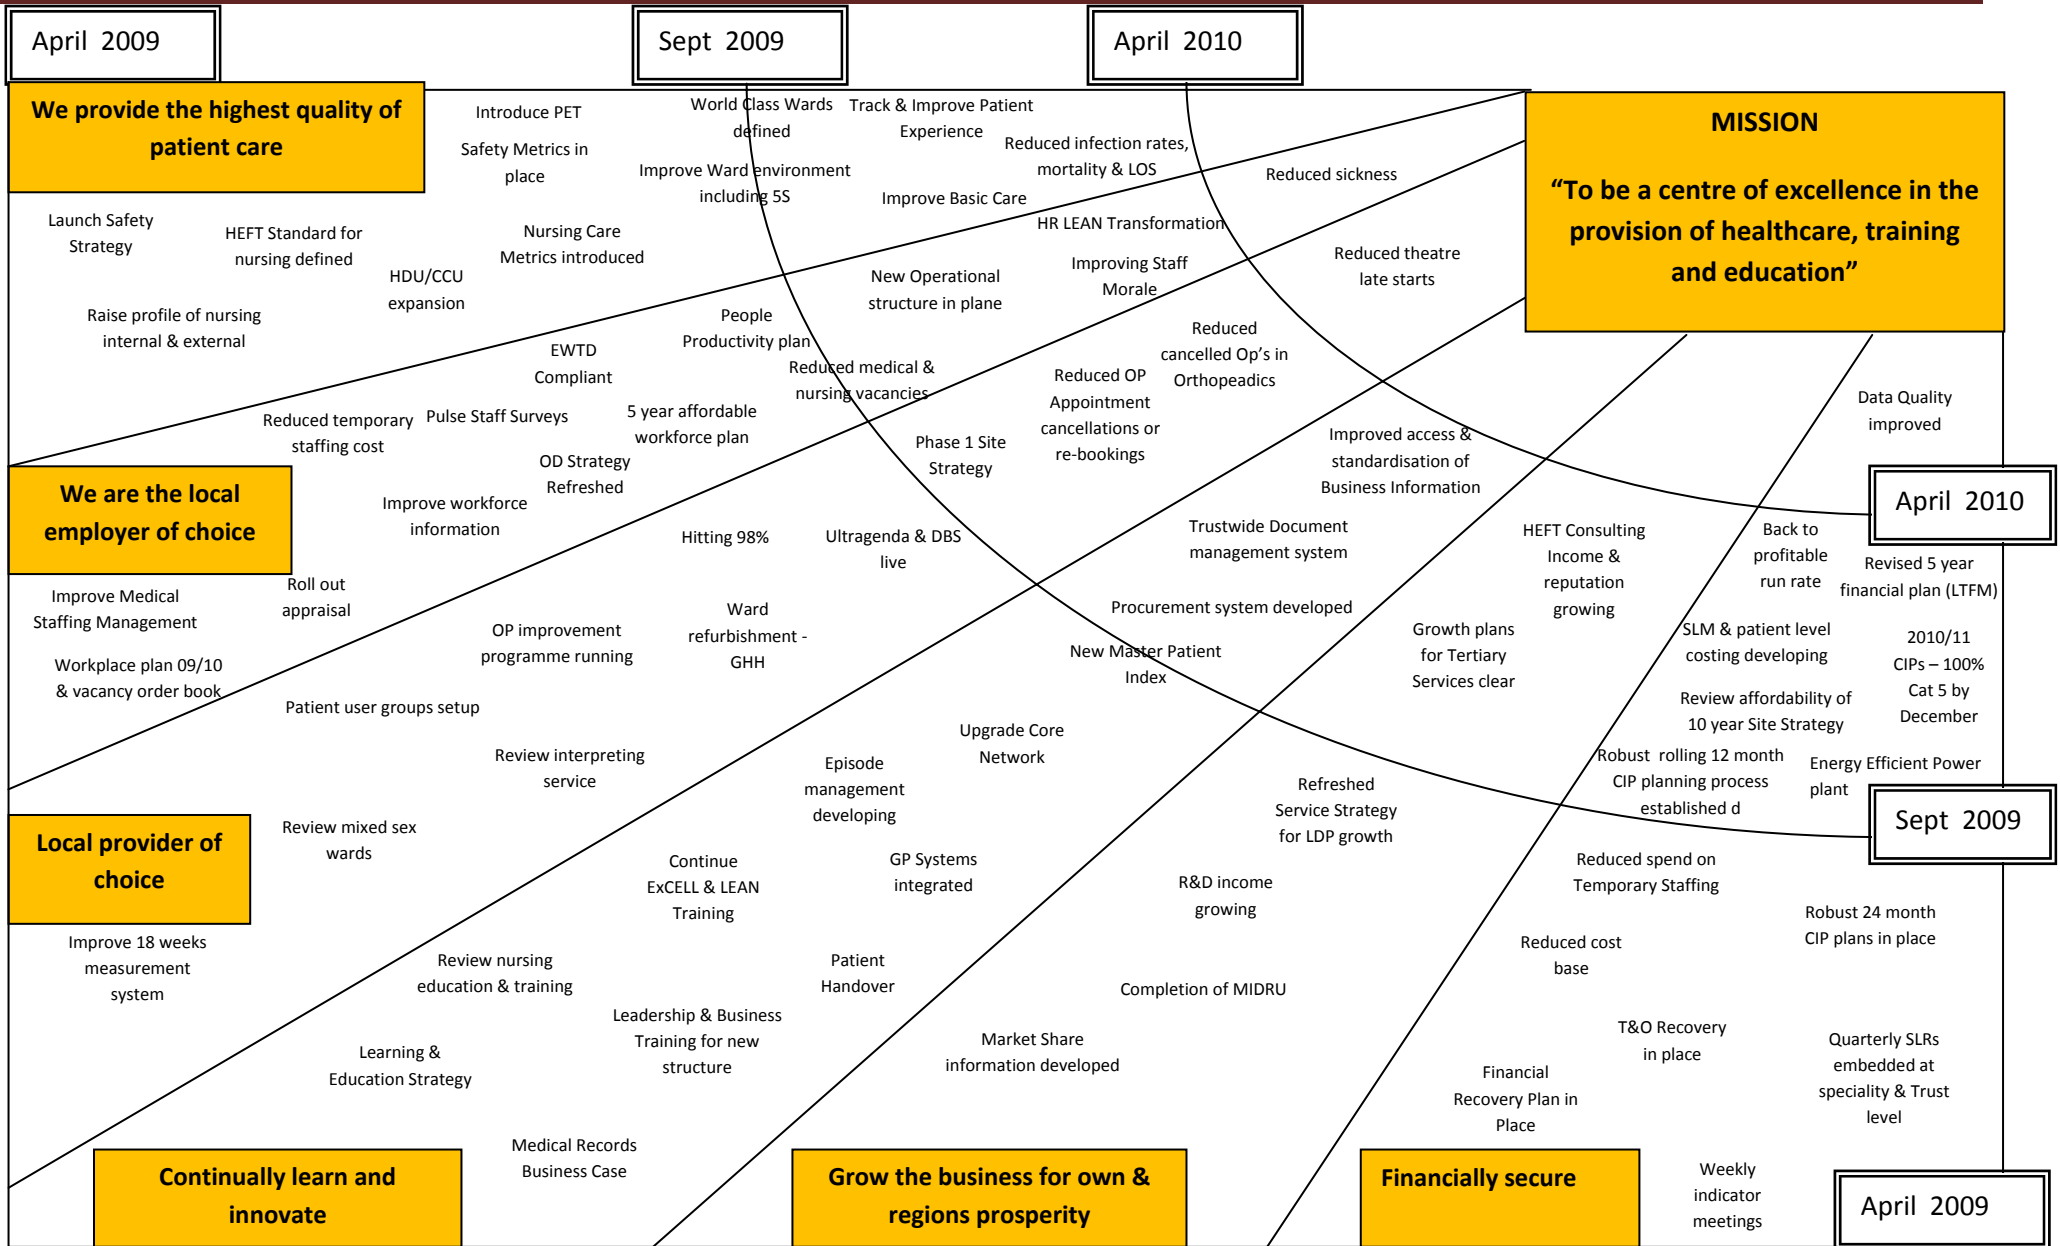 April 2009
Sept 2009
April 2010
We provide the highest quality of
patient care
Introduce PET
Safety Metrics in
place
World Class Wards
defined
Track & Improve Patient
Experience
Improve Ward environment
including 5S
Reduced infection rates,
mortality & LOS
Improve Basic Care
Launch Safety
Strategy
HEFT Standard for
nursing defined
Nursing Care
Metrics introduced
HDU/CCU
expansion
Raise profile of nursing
internal & external
MISSION
“To be a centre of excellence in the
provision of healthcare, training
and education”
Reduced sickness
HR LEAN Transformation
Improving Staff
Morale
New Operational
structure in plane
People
Productivity plan
EWTD
Compliant
Reduced medical &
nursing vacancies
Reduced temporary
staffing cost
Pulse Staff Surveys
5 year affordable
workforce plan
OD Strategy
Refreshed
Improve workforce
information
We are the local
employer of choice
Roll out
appraisal
Improve Medical
Staffing Management
Workplace plan 09/10
& vacancy order book
Reduced theatre
late starts
Reduced
cancelled Op’s in
Orthopeadics
Reduced OP
Appointment
cancellations or
re-bookings
Phase 1 Site
Strategy
Hitting 98%
Ultragenda & DBS
live
Ward
refurbishment -
GHH
OP improvement
programme running
Patient user groups setup
Review interpreting
service
Review mixed sex
wards
Local provider of
choice
Improve 18 weeks
measurement
system
Improved access &
standardisation of
Business Information
Trustwide Document
management system
Procurement system developed
New Master Patient
Index
Upgrade Core
Network
Episode
management
developing
GP Systems
integrated
Continue
ExCELL & LEAN
Training
Patient
Handover
Review nursing
education & training
Leadership & Business
Training for new
structure
Learning &
Education Strategy
Medical Records
Business Case
Continually learn and
innovate
HEFT Consulting
Income &
reputation
growing
Growth plans
for Tertiary
Services clear
Refreshed
Service Strategy
for LDP growth
R&D income
growing
Completion of MIDRU
Market Share
information developed
Grow the business for own &
regions prosperity
Data Quality
improved
April 2010
Back to
profitable
run rate
Revised 5 year
financial plan (LTFM)
SLM & patient level
costing developing
2010/11
CIPs – 100%
Cat 5 by
December
Review affordability of
10 year Site Strategy
Robust rolling 12 month
CIP planning process
established d
Energy Efficient Power
plant
Sept 2009
Reduced spend on
Temporary Staffing
Robust 24 month
CIP plans in place
Reduced cost
base
T&O Recovery
in place
Quarterly SLRs
embedded at
speciality & Trust
level
Financial
Recovery Plan in
Place
Weekly
indicator
meetings
Financially secure
April 2009